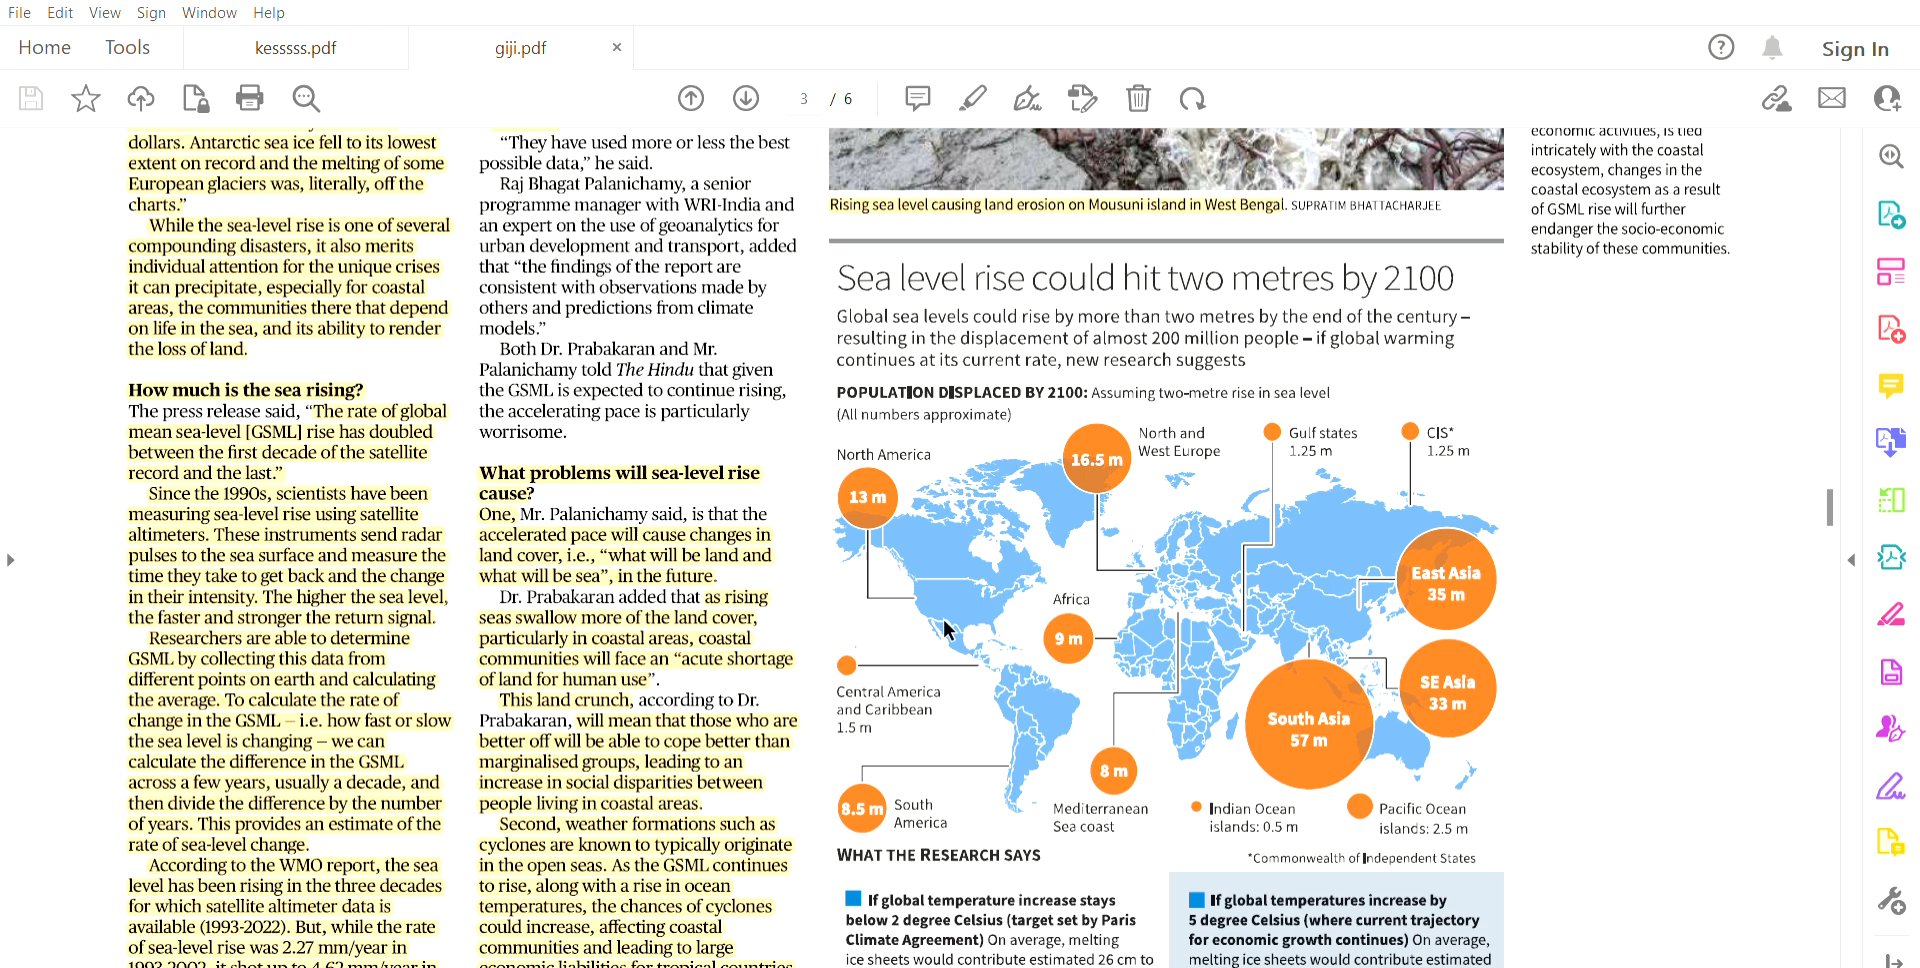 File Edit View Sign Window Help
Home Tools kesssss.pdf giji.pdf × Sign In
3 / 6
dollars. Antarctic sea ice fell to its lowest
extent on record and the melting of some
European glaciers was, literally, off the
charts.”
While the sea-level rise is one of several
compounding disasters, it also merits
individual attention for the unique crises
it can precipitate, especially for coastal
areas, the communities there that depend
on life in the sea, and its ability to render
the loss of land.
How much is the sea rising?
The press release said, “The rate of global
mean sea-level [GSML] rise has doubled
between the first decade of the satellite
record and the last.”
Since the 1990s, scientists have been
measuring sea-level rise using satellite
altimeters. These instruments send radar
pulses to the sea surface and measure the
time they take to get back and the change
in their intensity. The higher the sea level,
the faster and stronger the return signal.
Researchers are able to determine
GSML by collecting this data from
different points on earth and calculating
the average. To calculate the rate of
change in the GSML – i.e. how fast or slow
the sea level is changing – we can
calculate the difference in the GSML
across a few years, usually a decade, and
then divide the difference by the number
of years. This provides an estimate of the
rate of sea-level change.
According to the WMO report, the sea
level has been rising in the three decades
for which satellite altimeter data is
available (1993-2022). But, while the rate
of sea-level rise was 2.27 mm/year in
1993-2002, it shot up to 4.62 mm/year in
“They have used more or less the best
possible data,” he said.
Raj Bhagat Palanichamy, a senior
programme manager with WRI-India and
an expert on the use of geoanalytics for
urban development and transport, added
that “the findings of the report are
consistent with observations made by
others and predictions from climate
models.”
Both Dr. Prabakaran and Mr.
Palanichamy told The Hindu that given
the GSML is expected to continue rising,
the accelerating pace is particularly
worrisome.
What problems will sea-level rise
cause?
One, Mr. Palanichamy said, is that the
accelerated pace will cause changes in
land cover, i.e., “what will be land and
what will be sea”, in the future.
Dr. Prabakaran added that as rising
seas swallow more of the land cover,
particularly in coastal areas, coastal
communities will face an “acute shortage
of land for human use”.
This land crunch, according to Dr.
Prabakaran, will mean that those who are
better off will be able to cope better than
marginalised groups, leading to an
increase in social disparities between
people living in coastal areas.
Second, weather formations such as
cyclones are known to typically originate
in the open seas. As the GSML continues
to rise, along with a rise in ocean
temperatures, the chances of cyclones
could increase, affecting coastal
communities and leading to large
economic liabilities for tropical countries
Rising sea level causing land erosion on Mousuni island in West Bengal. SUPRATIM BHATTACHARJEE
Sea level rise could hit two metres by 2100
Global sea levels could rise by more than two metres by the end of the century –
resulting in the displacement of almost 200 million people – if global warming
continues at its current rate, new research suggests
POPULATION DISPLACED BY 2100: Assuming two-metre rise in sea level
(All numbers approximate)
North America
13 m
16.5 m
North and
West Europe
Gulf states
1.25 m
CIS*
1.25 m
East Asia
35 m
Africa
9 m
SE Asia
33 m
Central America
and Caribbean
1.5 m
South Asia
57 m
8 m
Mediterranean
Sea coast
8.5 m
South
America
Indian Ocean
islands: 0.5 m
Pacific Ocean
islands: 2.5 m
WHAT THE RESEARCH SAYS
*Commonwealth of Independent States
If global temperature increase stays
below 2 degree Celsius (target set by Paris
Climate Agreement) On average, melting
ice sheets would contribute estimated 26 cm to
If global temperatures increase by
5 degree Celsius (where current trajectory
for economic growth continues) On average,
melting ice sheets would contribute estimated
economic activities, is tied
intricately with the coastal
ecosystem, changes in the
coastal ecosystem as a result
of GSML rise will further
endanger the socio-economic
stability of these communities.